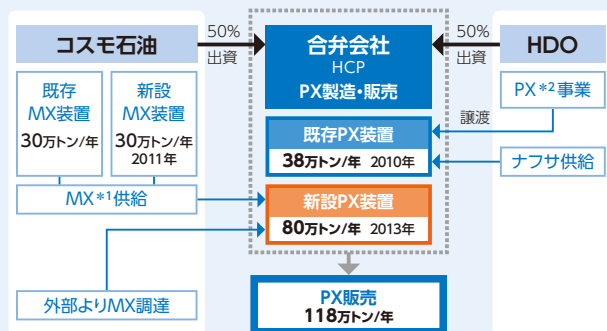 コスモ石油
50%
出資
合弁会社
HCP
PX製造・販売
50%
出資
HDO
既存
MX装置
30万トン/年
新設
MX装置
30万トン/年
2011年
MX*1供給
外部よりMX調達
PX*2事業
譲渡
ナフサ供給
既存PX装置
38万トン/年 2010年
新設PX装置
80万トン/年 2013年
PX販売
118万トン/年